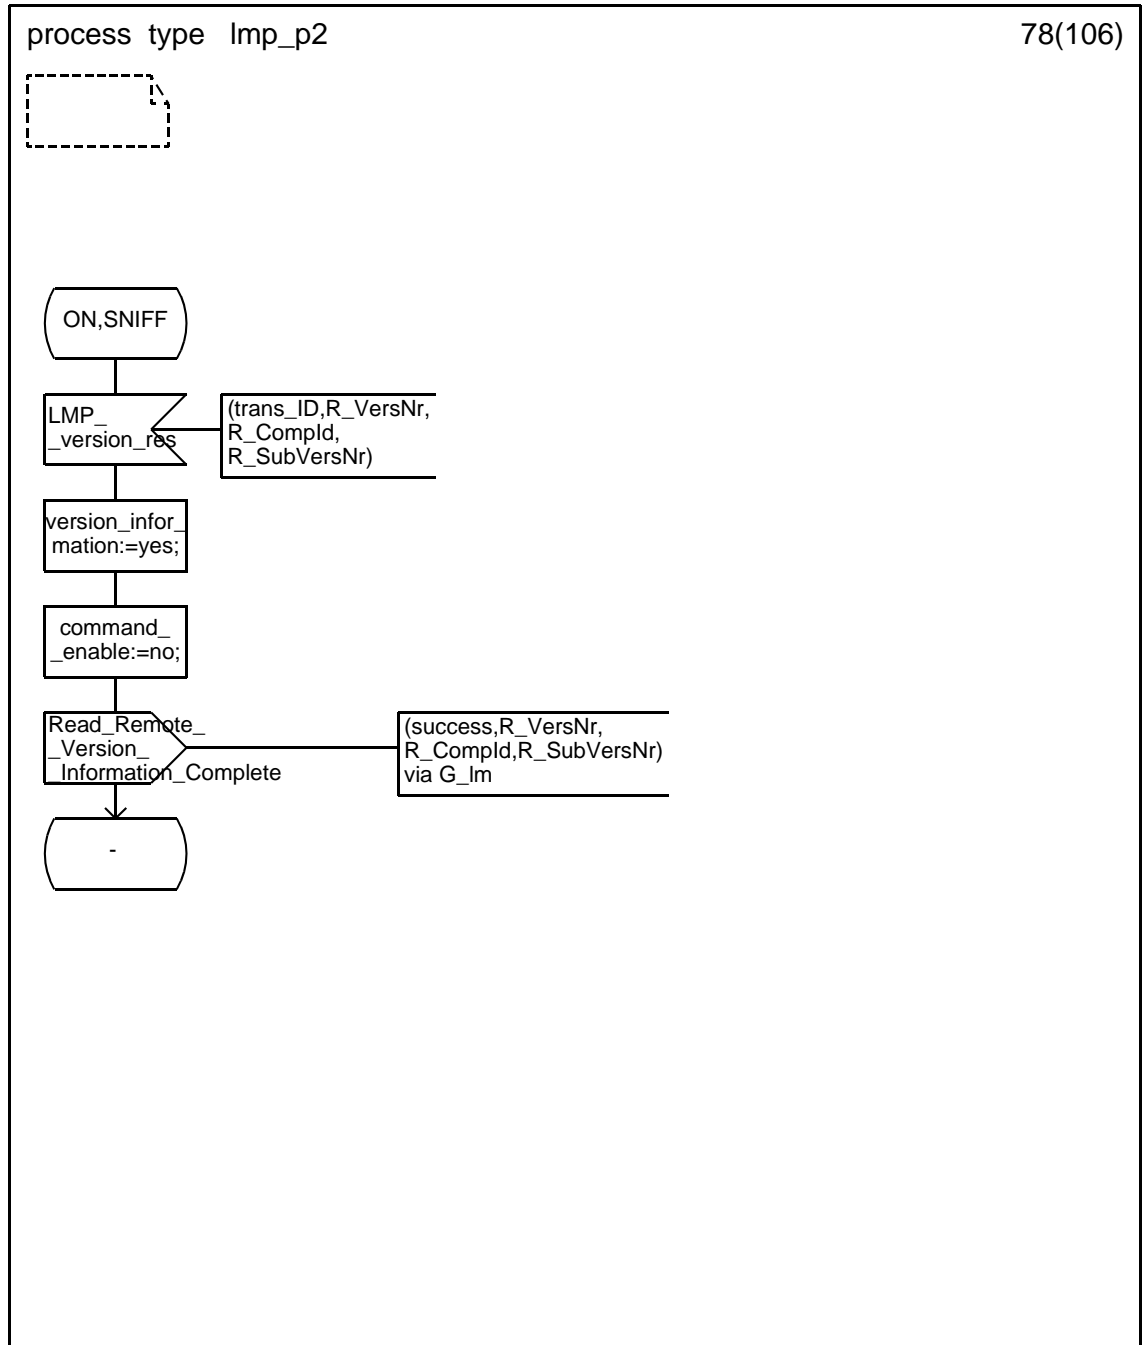 process type lmp_p2
78(106)
ON,SNIFF
LMP_
_version_res
(trans_ID,R_VersNr,
R_CompId,
R_SubVersNr)
version_infor_
mation:=yes;
command_
_enable:=no;
Read_Remote_
_Version_
_Information_Complete
(success,R_VersNr,
R_CompId,R_SubVersNr)
via G_lm
-